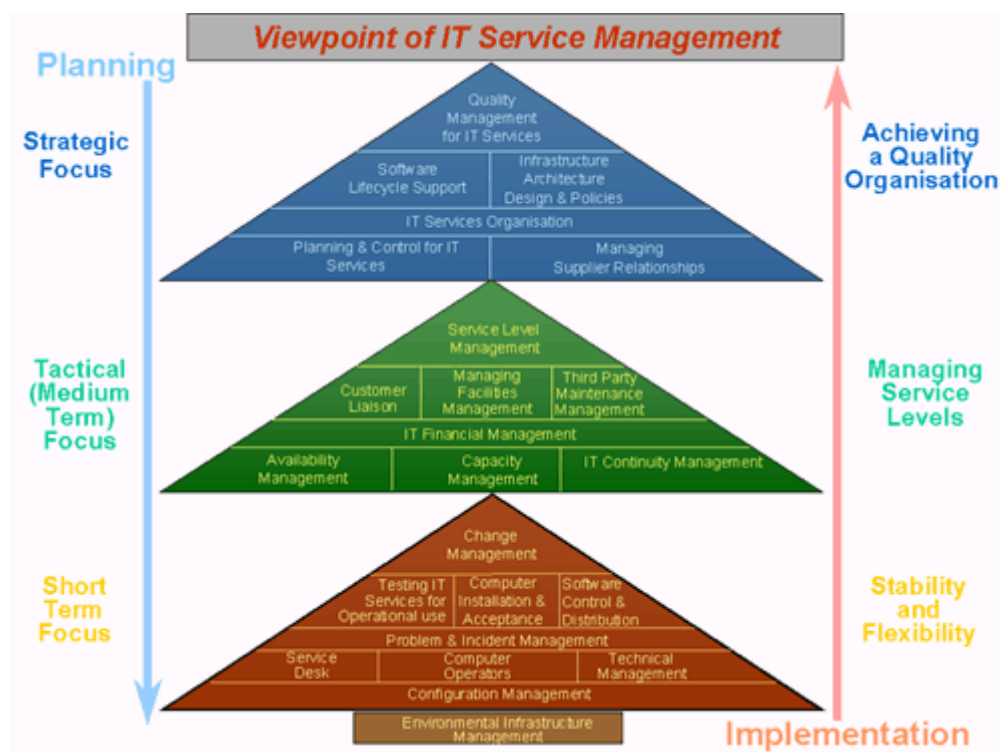 Viewpoint of IT Service Management
Planning
Strategic
Focus
Quality
Management
for IT Services
Software
Lifecycle Support
Infrastructure
Architecture
Design & Policies
IT Services Organisation
Planning & Control for IT
Services
Managing
Supplier Relationships
Achieving
a Quality
Organisation
Tactical
(Medium
Term)
Focus
Service Level
Management
Customer
Liaison
Managing
Facilities
Management
Third Party
Maintenance
Management
IT Financial Management
Availability
Management
Capacity
Management
IT Continuity Management
Managing
Service
Levels
Short
Term
Focus
Change
Management
Testing IT
Services for
Operational use
Computer
Installation &
Acceptance
Software
Control &
Distribution
Problem & Incident Management
Service
Desk
Computer
Operators
Technical
Management
Configuration Management
Environmental Infrastructure
Management
Stability
and
Flexibility
Implementation